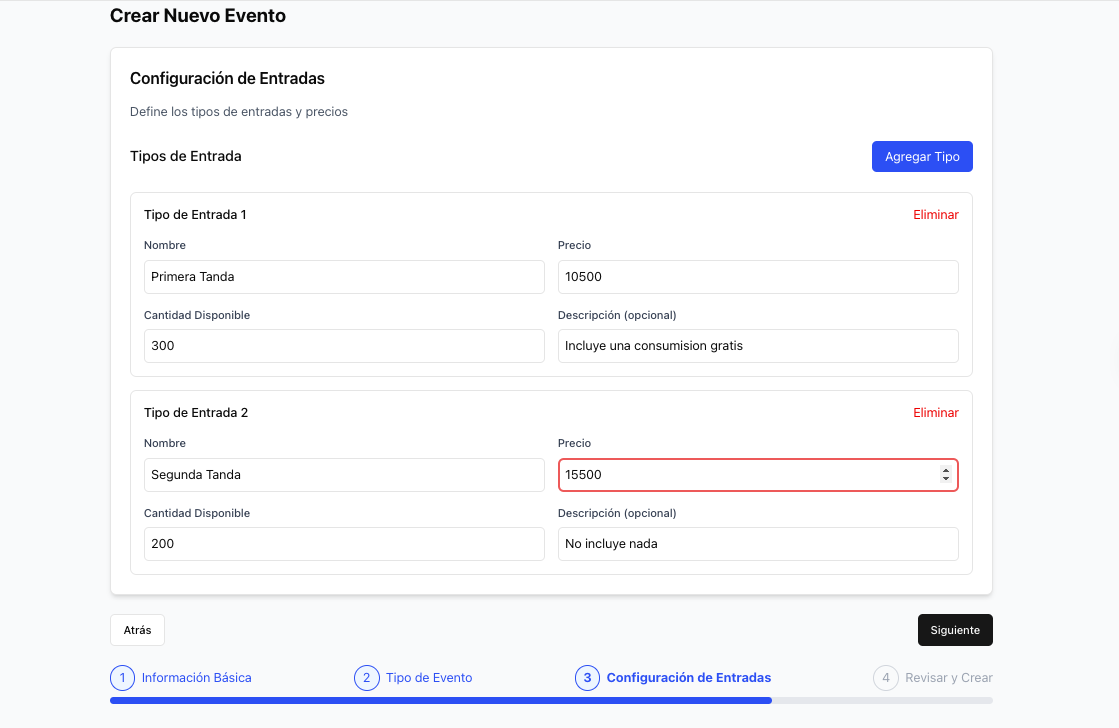 Crear Nuevo Evento
Configuración de Entradas
Define los tipos de entradas y precios
Tipos de Entrada
Agregar Tipo
Tipo de Entrada 1
Eliminar
Nombre
Precio
Primera Tanda
10500
Cantidad Disponible
Descripción (opcional)
300
Incluye una consumision gratis
Tipo de Entrada 2
Eliminar
Nombre
Precio
Segunda Tanda
15500
Cantidad Disponible
Descripción (opcional)
200
No incluye nada
Atrás
Siguiente
1 Información Básica
2 Tipo de Evento
3 Configuración de Entradas
4 Revisar y Crear